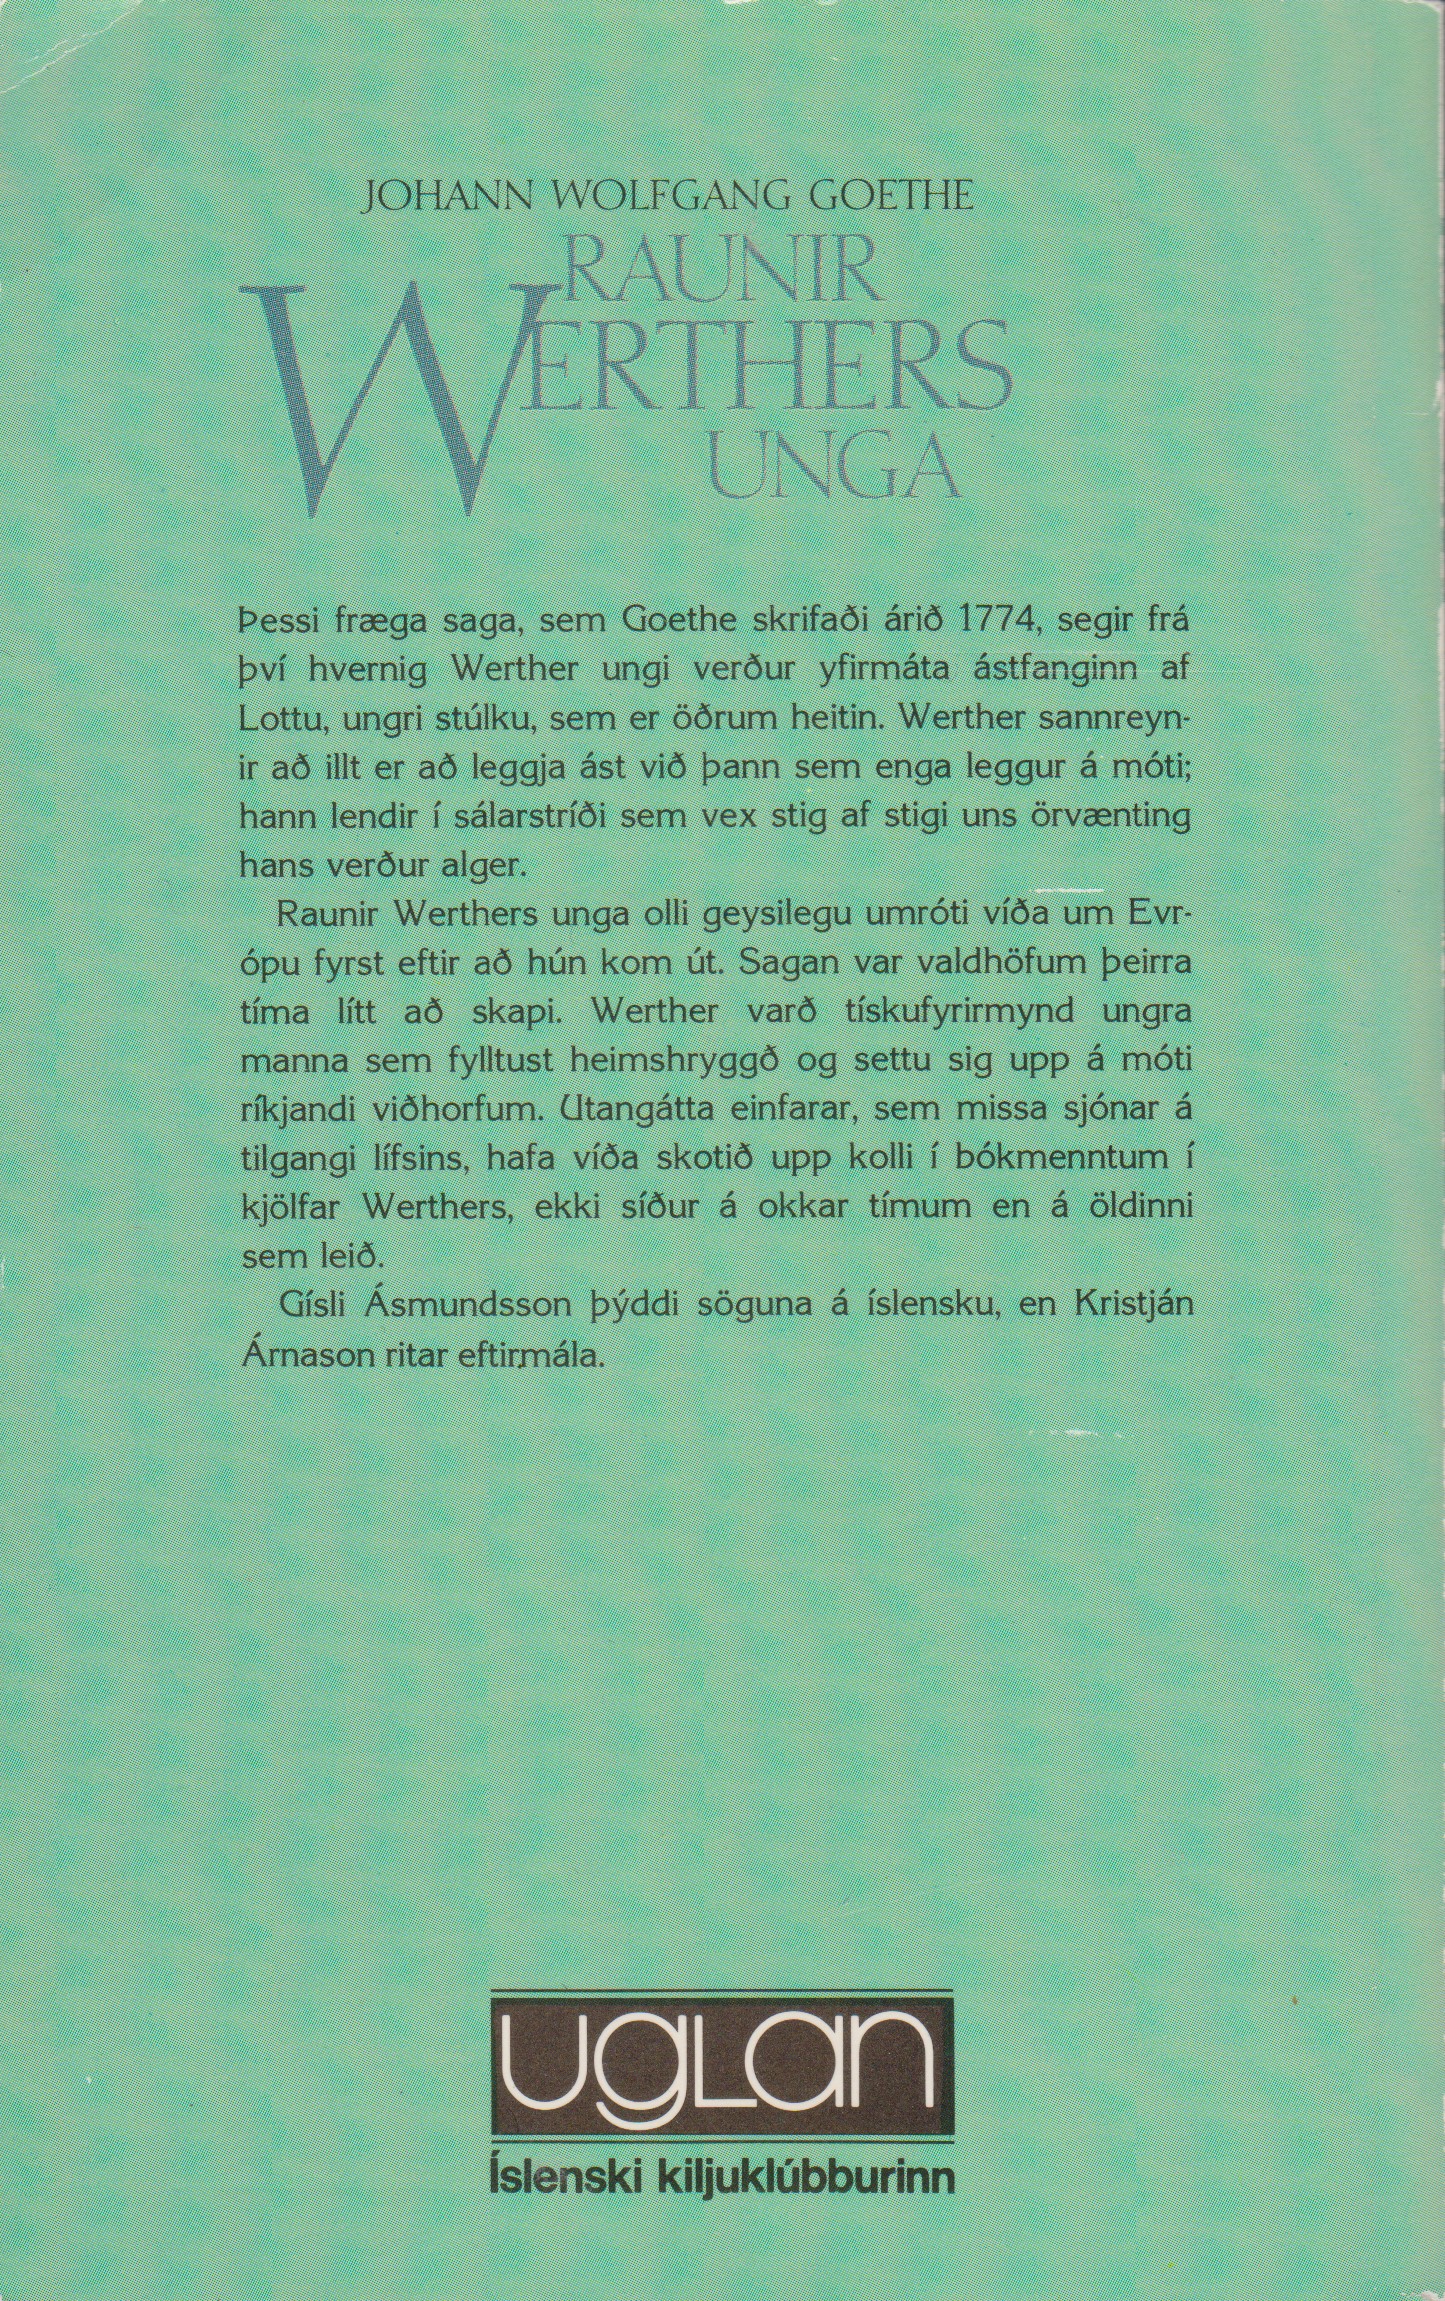 JOHANN WOLFGANG GOETHE
RAUNIR
WERTHERS
UNGA
Þessi fræga saga, sem Goethe skrifaði árið 1774, segir frá
því hvernig Werther ungi verður yfirmáta ástfanginn af
Lottu, ungri stúlku, sem er öðrum heitin. Werther sannreyn-
ir að illt er að leggja ást við þann sem enga leggur á móti;
hann lendir í sálarstríði sem vex stig af stigi uns örvænting
hans verður alger.
Raunir Werthers unga olli geysilegu umróti víða um Evr-
ópu fyrst eftir að hún kom út. Sagan var valdhöfum þeirra
tíma lítt að skapi. Werther varð tískufyrirmynd ungra
manna sem fylltust heimshryggð og settu sig upp á móti
ríkjandi viðhorfum. Utangátta einfarar, sem missa sjónar á
tilgangi lífsins, hafa víða skotið upp kolli í bókmenntum í
kjölfar Werthers, ekki síður á okkar tímum en á öldinni
sem leið.
Gísli Ásmundsson þýddi söguna á íslensku, en Kristján
Árnason ritar eftirmála.
uglan
Íslenski kiljuklúbburinn